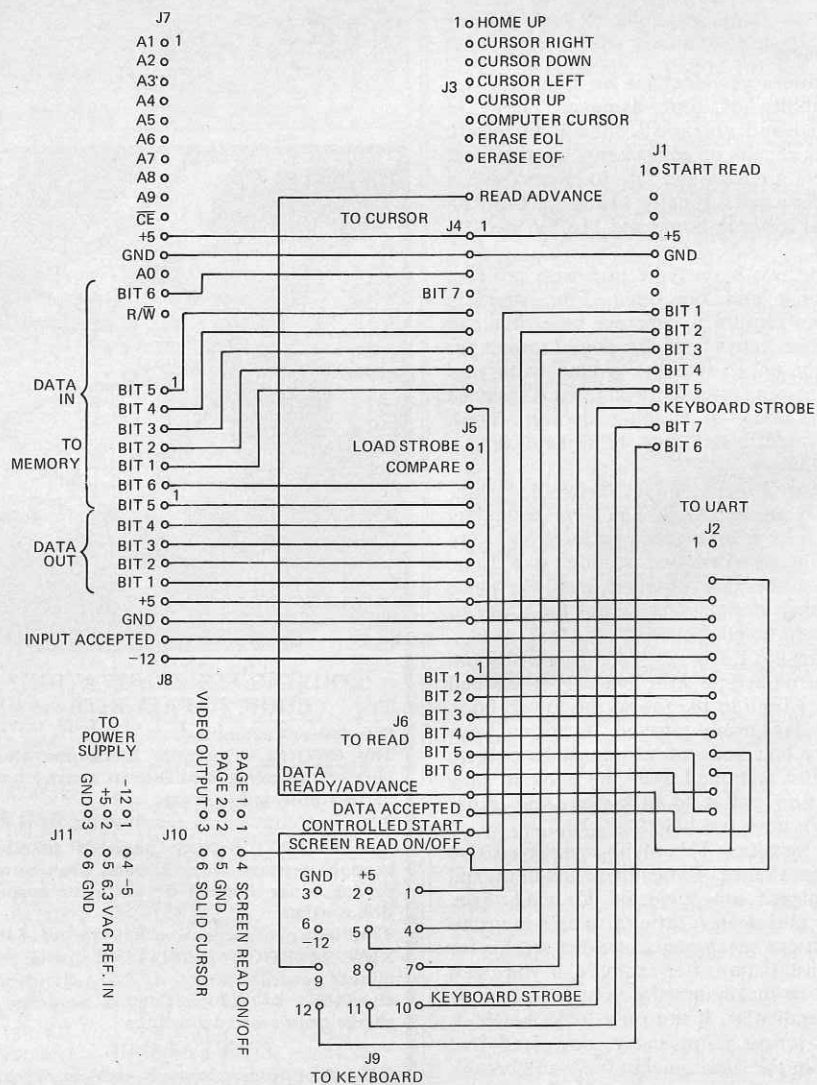 J7
A1 1
A2
A3
A4
A5
A6
A7
A8
A9
CE
+5
GND
A0
BIT 6
R/W
DATA IN
TO MEMORY
BIT 5 1
BIT 4
BIT 3
BIT 2
BIT 1
BIT 6
BIT 5 1
DATA OUT
BIT 4
BIT 3
BIT 2
BIT 1
+5
GND
INPUT ACCEPTED
−12
J8
1 HOME UP
CURSOR RIGHT
CURSOR DOWN
CURSOR LEFT
J3
CURSOR UP
COMPUTER CURSOR
ERASE EOL
ERASE EOF
READ ADVANCE
TO CURSOR
J4 1
BIT 7
J5
LOAD STROBE 1
COMPARE
J1
1 START READ
+5
GND
BIT 1
BIT 2
BIT 3
BIT 4
BIT 5
KEYBOARD STROBE
BIT 7
BIT 6
TO UART
J2
1
1
BIT 1
BIT 2
BIT 3
J6
TO READ
BIT 4
BIT 5
BIT 6
DATA READY/ADVANCE
DATA ACCEPTED
CONTROLLED START
SCREEN READ ON/OFF
TO POWER SUPPLY
J11
−12 1
+5 2
GND 3
4 −5
5 6.3 VAC REF. IN
6 GND
J10
PAGE 1 1
PAGE 2 2
VIDEO OUTPUT 3
4 SCREEN READ ON/OFF
5 GND
6 SOLID CURSOR
GND
+5
3 2 1
6 5 4
−12
9 8 7
KEYBOARD STROBE
12 11 10
J9
TO KEYBOARD